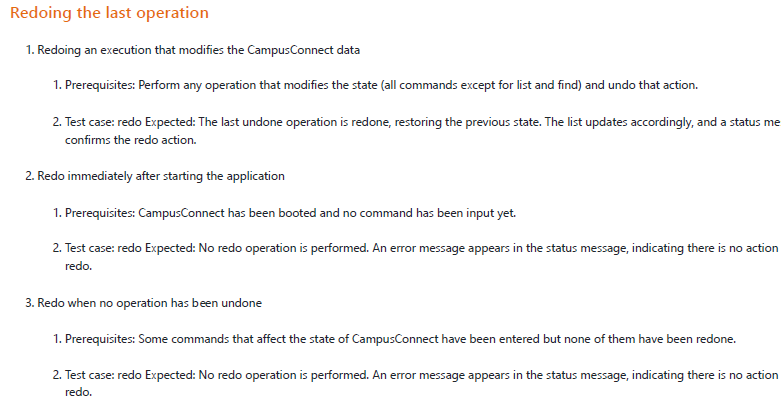 Redoing the last operation
1. Redoing an execution that modifies the CampusConnect data
1. Prerequisites: Perform any operation that modifies the state (all commands except for list and find) and undo that action.
2. Test case: redo Expected: The last undone operation is redone, restoring the previous state. The list updates accordingly, and a status me
confirms the redo action.
2. Redo immediately after starting the application
1. Prerequisites: CampusConnect has been booted and no command has been input yet.
2. Test case: redo Expected: No redo operation is performed. An error message appears in the status message, indicating there is no action
redo.
3. Redo when no operation has been undone
1. Prerequisites: Some commands that affect the state of CampusConnect have been entered but none of them have been redone.
2. Test case: redo Expected: No redo operation is performed. An error message appears in the status message, indicating there is no action
redo.